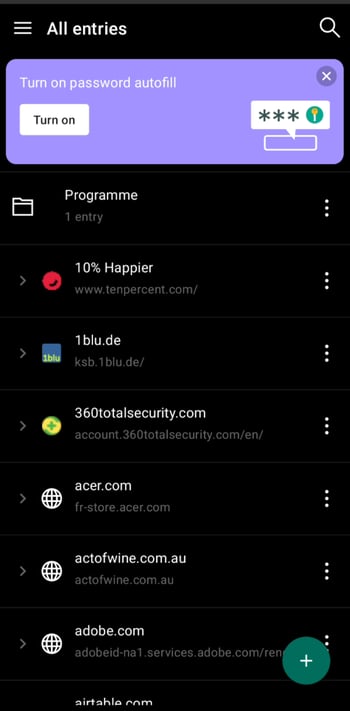 All entries
Turn on password autofill
Turn on
***
Programme
1 entry
10% Happier
www.tenpercent.com/
1blu.de
1blu
ksb.1blu.de/
360totalsecurity.com
account.360totalsecurity.com/en/
acer.com
fr-store.acer.com
actofwine.com.au
actofwine.com.au
adobe.com
adobeid-na1.services.adobe.com/ren
airtable.com